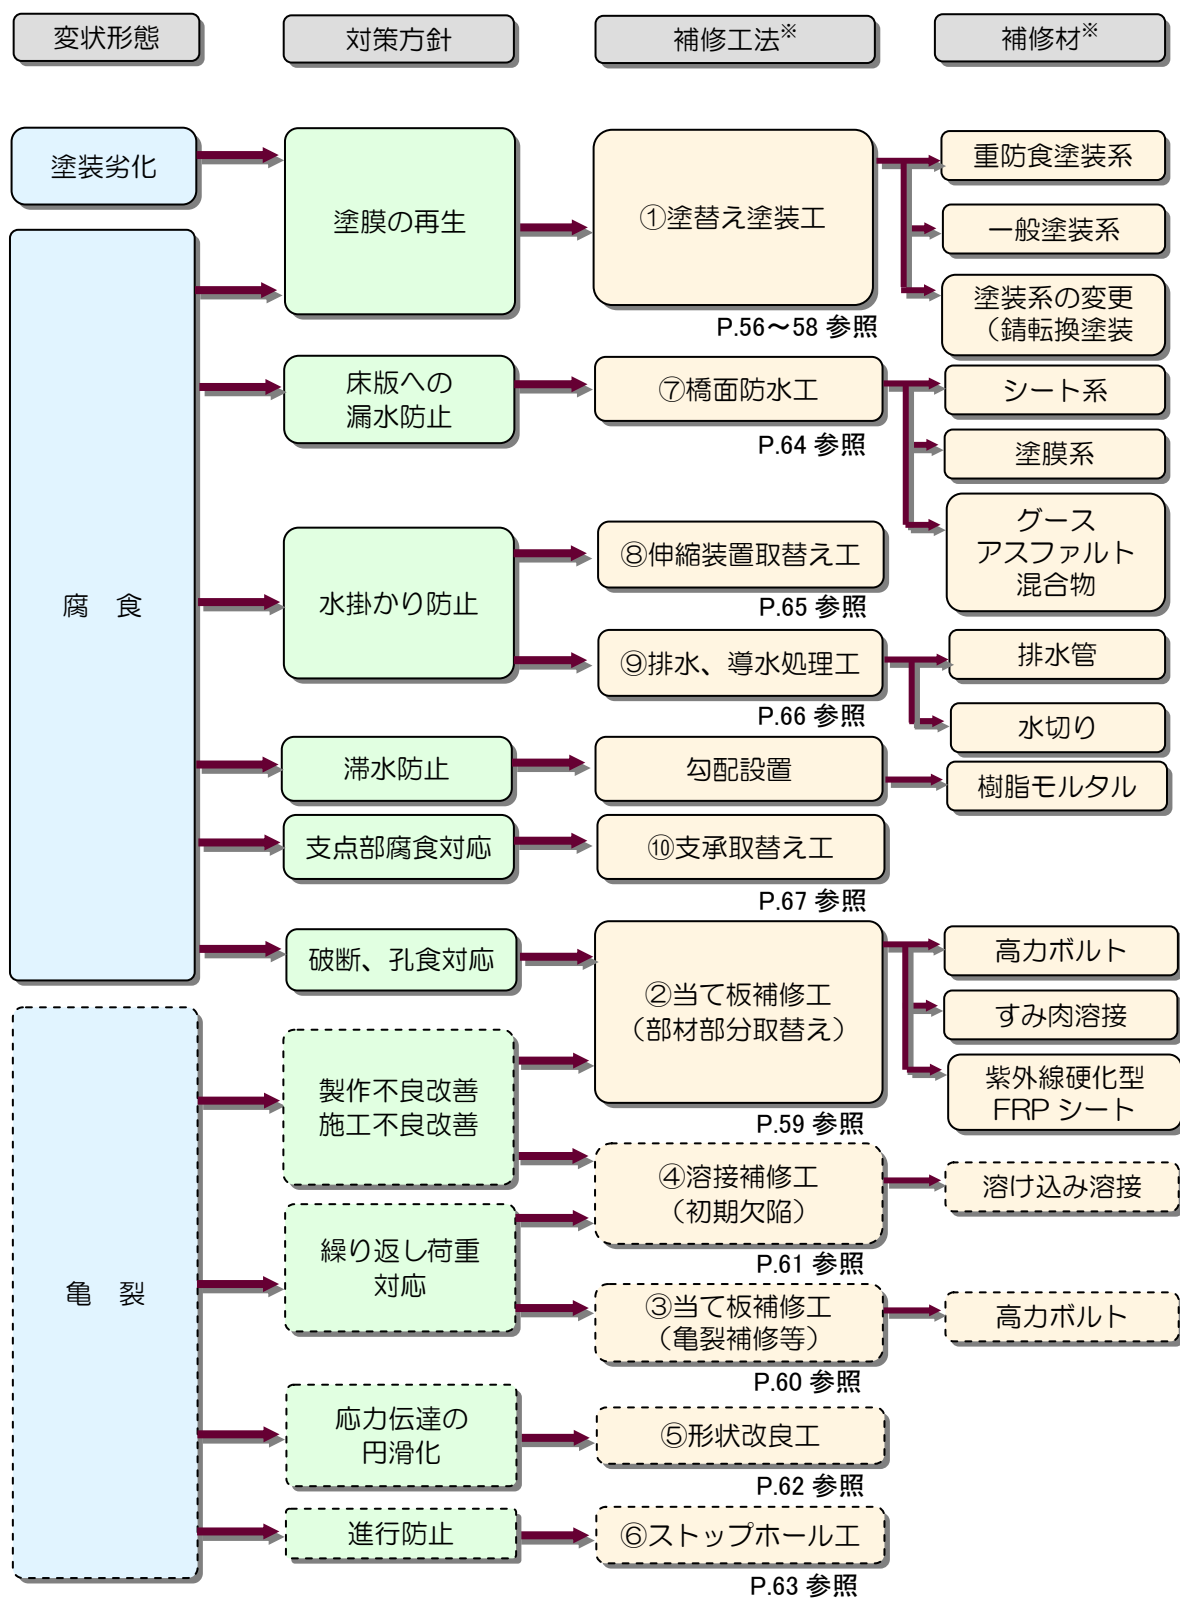 変状形態
対策方針
補修工法※
補修材※
塗装劣化
塗膜の再生
①塗替え塗装工
P.56～58 参照
重防食塗装系
一般塗装系
塗装系の変更
（錆転換塗装
腐　食
床版への
漏水防止
⑦橋面防水工
P.64 参照
シート系
塗膜系
グース
アスファルト
混合物
水掛かり防止
⑧伸縮装置取替え工
P.65 参照
⑨排水、導水処理工
P.66 参照
排水管
水切り
滞水防止
勾配設置
樹脂モルタル
支点部腐食対応
⑩支承取替え工
P.67 参照
破断、孔食対応
②当て板補修工
（部材部分取替え）
P.59 参照
高力ボルト
すみ肉溶接
紫外線硬化型
FRP シート
亀　裂
製作不良改善
施工不良改善
④溶接補修工
（初期欠陥）
P.61 参照
溶け込み溶接
繰り返し荷重
対応
③当て板補修工
（亀裂補修等）
P.60 参照
高力ボルト
応力伝達の
円滑化
⑤形状改良工
P.62 参照
進行防止
⑥ストップホール工
P.63 参照